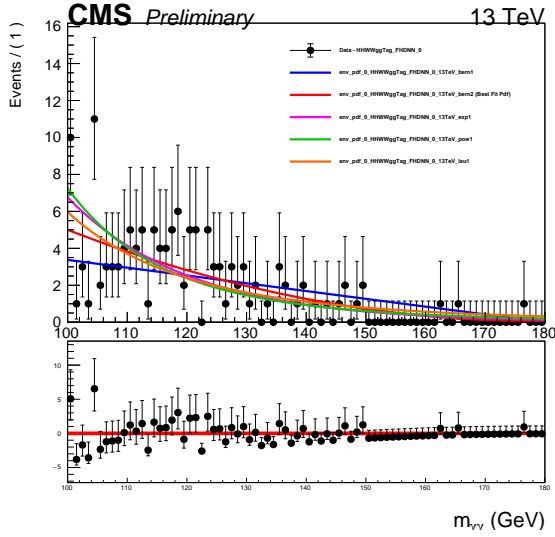 CMS Preliminary 13 TeV
Events / ( 1 )
16
14
12
10
8
6
4
2
0
Data - HHWWggTag_FHDNN_0
env_pdf_0_HHWWggTag_FHDNN_0_13TeV_bern1
env_pdf_0_HHWWggTag_FHDNN_0_13TeV_bern2 (Best Fit Pdf)
env_pdf_0_HHWWggTag_FHDNN_0_13TeV_exp1
env_pdf_0_HHWWggTag_FHDNN_0_13TeV_pow1
env_pdf_0_HHWWggTag_FHDNN_0_13TeV_lau1
100 110 120 130 140 150 160 170 180
10
5
0
−5
100 110 120 130 140 150 160 170 180
mγγ (GeV)